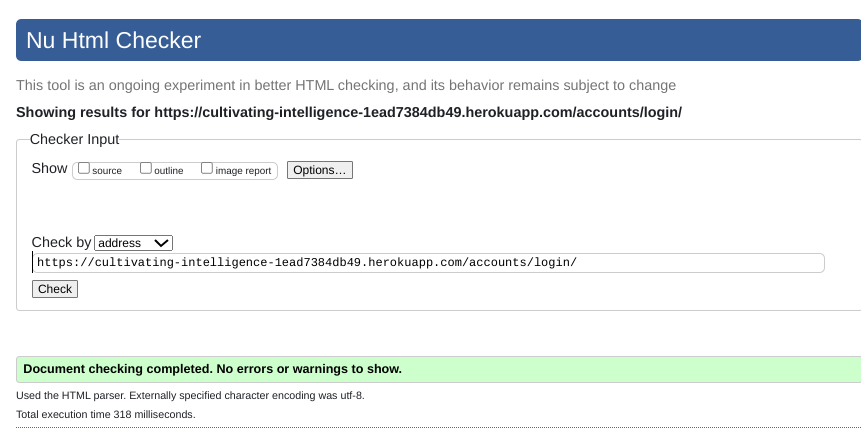 Nu Html Checker
This tool is an ongoing experiment in better HTML checking, and its behavior remains subject to change
Showing results for https://cultivating-intelligence-1ead7384db49.herokuapp.com/accounts/login/
Checker Input
Show source outline image report Options...
Check by address
https://cultivating-intelligence-1ead7384db49.herokuapp.com/accounts/login/
Check
Document checking completed. No errors or warnings to show.
Used the HTML parser. Externally specified character encoding was utf-8.
Total execution time 318 milliseconds.